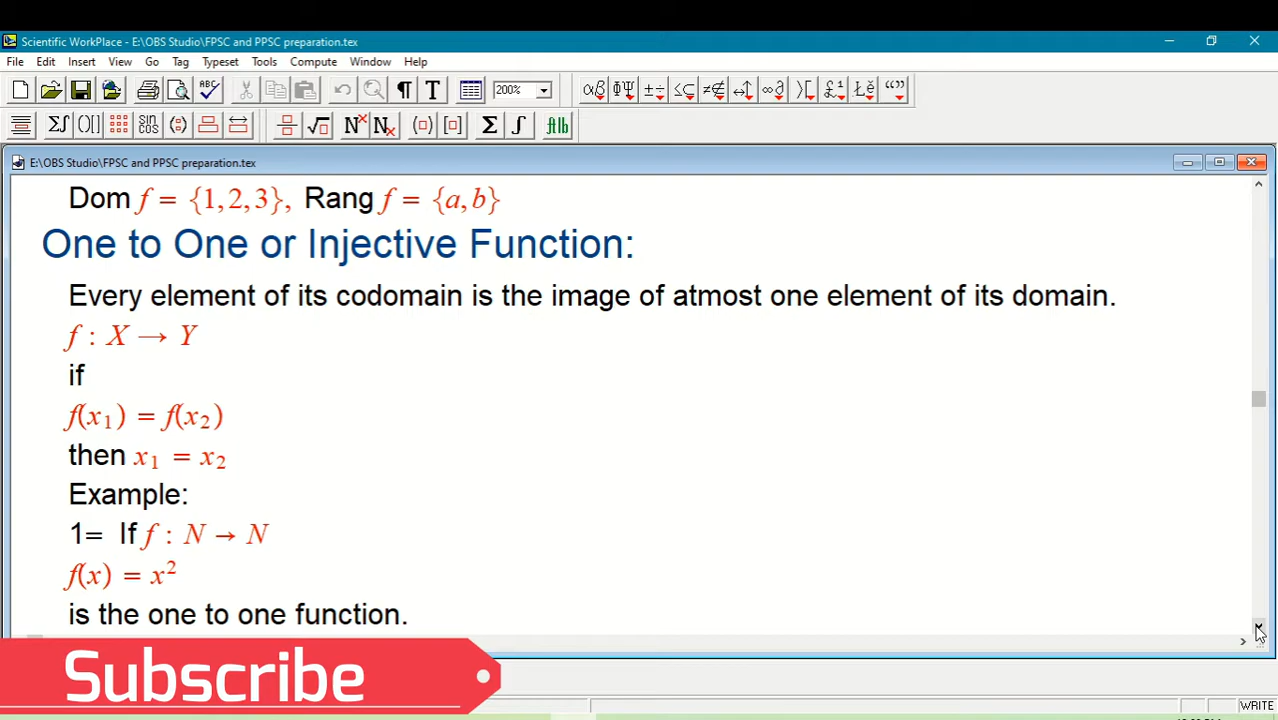 Scientific WorkPlace - E:\OBS Studio\FPSC and PPSC preparation.tex
File Edit Insert View Go Tag Typeset Tools Compute Window Help
200%
E:\OBS Studio\FPSC and PPSC preparation.tex
Dom f = {1,2,3}, Rang f = {a,b}
One to One or Injective Function:
Every element of its codomain is the image of atmost one element of its domain.
f : X → Y
if
f(x₁) = f(x₂)
then x₁ = x₂
Example:
1= If f : N → N
f(x) = x²
is the one to one function.
Subscribe
WRITE